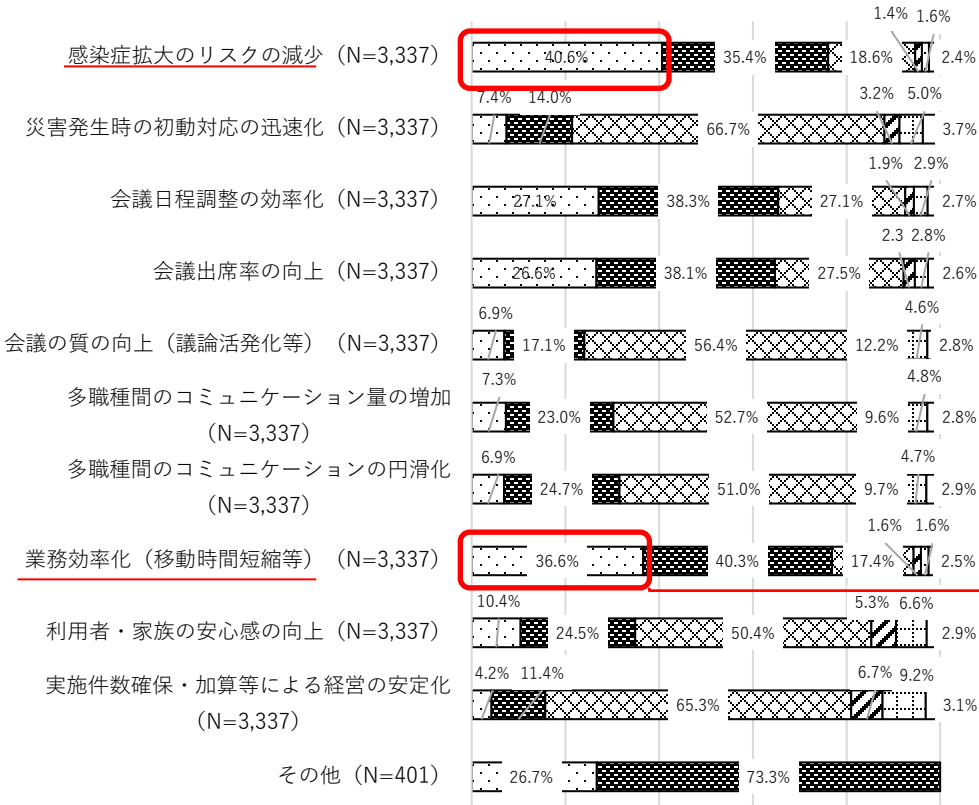 1.4% 1.6%
感染症拡大のリスクの減少（N=3,337） 40.6% 35.4% 18.6% 2.4%
7.4% 14.0% 3.2% 5.0%
災害発生時の初動対応の迅速化（N=3,337） 66.7% 3.7%
1.9% 2.9%
会議日程調整の効率化（N=3,337） 27.1% 38.3% 27.1% 2.7%
2.3 2.8%
会議出席率の向上（N=3,337） 26.6% 38.1% 27.5% 2.6%
6.9% 4.6%
会議の質の向上（議論活発化等）（N=3,337） 17.1% 56.4% 12.2% 2.8%
7.3% 4.8%
多職種間のコミュニケーション量の増加
（N=3,337） 23.0% 52.7% 9.6% 2.8%
6.9% 4.7%
多職種間のコミュニケーションの円滑化
（N=3,337） 24.7% 51.0% 9.7% 2.9%
1.6% 1.6%
業務効率化（移動時間短縮等）（N=3,337） 36.6% 40.3% 17.4% 2.5%
10.4% 5.3% 6.6%
利用者・家族の安心感の向上（N=3,337） 24.5% 50.4% 2.9%
4.2% 11.4% 6.7% 9.2%
実施件数確保・加算等による経営の安定化
（N=3,337） 65.3% 3.1%
その他（N=401） 26.7% 73.3%